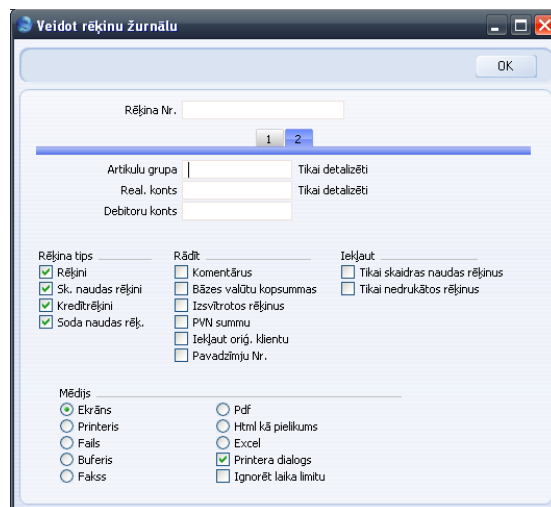 Veidot rēķinu žurnālu
OK
Rēķina Nr.
1 2
Artikulu grupa Tikai detalizēti
Real. konts Tikai detalizēti
Debitoru konts
Rēķina tips Rādīt Iekļaut
Rēķini Komentārus Tikai skaidras naudas rēķinus
Sk. naudas rēķini Bāzes valūtu kopsummas Tikai nedrukātos rēķinus
Kredītrēķini Izsvītrotos rēķinus
Soda naudas rēķ. PVN summu
Iekļaut oriģ. klientu
Pavadzīmju Nr.
Mēdijs
Ekrāns Pdf
Printeris Html kā pielikums
Fails Excel
Buferis Printera dialogs
Fakss Ignorēt laika limitu